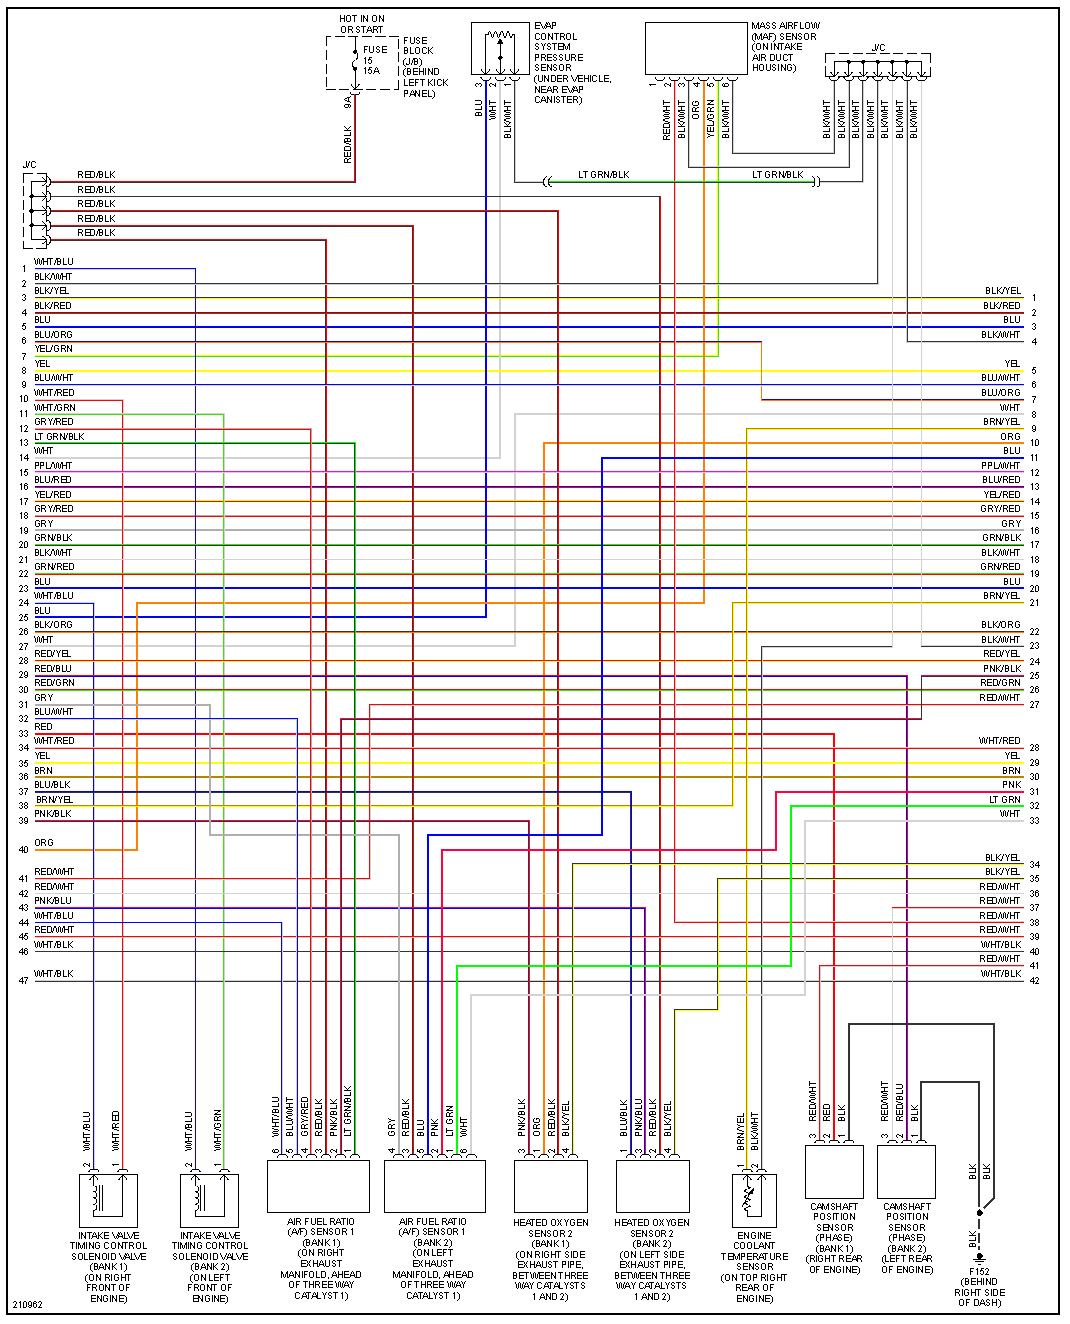 HOT IN ON
OR START
FUSE
15
15A
FUSE
BLOCK
(J/B)
(BEHIND
LEFT KICK
PANEL)
9A
RED/BLK
EVAP
CONTROL
SYSTEM
PRESSURE
SENSOR
(UNDER VEHICLE,
NEAR EVAP
CANISTER)
3
2
1
BLU
WHT
BLK/WHT
MASS AIRFLOW
(MAF) SENSOR
(ON INTAKE
AIR DUCT
HOUSING)
1
2
3
4
5
6
RED/WHT
BLK/WHT
ORG
YEL/GRN
BLK/WHT
J/C
BLK/WHT
BLK/WHT
BLK/WHT
BLK/WHT
BLK/WHT
BLK/WHT
BLK/WHT
J/C
RED/BLK
RED/BLK
RED/BLK
RED/BLK
RED/BLK
LT GRN/BLK
LT GRN/BLK
1 WHT/BLU
2 BLK/WHT
3 BLK/YEL
4 BLK/RED
5 BLU
6 BLU/ORG
7 YEL/GRN
8 YEL
9 BLU/WHT
10 WHT/RED
11 WHT/GRN
12 GRY/RED
13 LT GRN/BLK
14 WHT
15 PPL/WHT
16 BLU/RED
17 YEL/RED
18 GRY/RED
19 GRY
20 GRN/BLK
21 BLK/WHT
22 GRN/RED
23 BLU
24 WHT/BLU
25 BLU
26 BLK/ORG
27 WHT
28 RED/YEL
29 RED/BLU
30 RED/GRN
31 GRY
32 BLU/WHT
33 RED
34 WHT/RED
35 YEL
36 BRN
37 BLU/BLK
38 BRN/YEL
39 PNK/BLK
40 ORG
41 RED/WHT
42 RED/WHT
43 PNK/BLU
44 WHT/BLU
45 RED/WHT
46 WHT/BLK
47 WHT/BLK
BLK/YEL 1
BLK/RED 2
BLU 3
BLK/WHT 4
YEL 5
BLU/WHT 6
BLU/ORG 7
WHT 8
BRN/YEL 9
ORG 10
BLU 11
PPL/WHT 12
BLU/RED 13
YEL/RED 14
GRY/RED 15
GRY 16
GRN/BLK 17
BLK/WHT 18
GRN/RED 19
BLU 20
BRN/YEL 21
BLK/ORG 22
BLK/WHT 23
RED/YEL 24
PNK/BLK 25
RED/GRN 26
RED/WHT 27
WHT/RED 28
YEL 29
BRN 30
PNK 31
LT GRN 32
WHT 33
BLK/YEL 34
BLK/YEL 35
RED/WHT 36
RED/WHT 37
RED/WHT 38
RED/WHT 39
WHT/BLK 40
RED/WHT 41
WHT/BLK 42
WHT/BLU
WHT/RED
2
1
INTAKE VALVE
TIMING CONTROL
SOLENOID VALVE
(BANK 1)
(ON RIGHT
FRONT OF
ENGINE)
WHT/BLU
WHT/GRN
2
1
INTAKE VALVE
TIMING CONTROL
SOLENOID VALVE
(BANK 2)
(ON LEFT
FRONT OF
ENGINE)
WHT/BLU
BLU/WHT
GRY/RED
RED/BLK
PNK/BLK
LT GRN/BLK
6
5
4
3
2
1
AIR FUEL RATIO
(A/F) SENSOR 1
(BANK 1)
(ON RIGHT
EXHAUST
MANIFOLD, AHEAD
OF THREE WAY
CATALYST 1)
GRY
RED/BLK
BLU
PNK
LT GRN
WHT
4
3
5
2
1
6
AIR FUEL RATIO
(A/F) SENSOR 1
(BANK 2)
(ON LEFT
EXHAUST
MANIFOLD, AHEAD
OF THREE WAY
CATALYST 1)
PNK/BLK
ORG
RED/BLK
BLK/YEL
3
1
2
4
HEATED OXYGEN
SENSOR 2
(BANK 1)
(ON RIGHT SIDE
EXHAUST PIPE,
BETWEEN THREE
WAY CATALYSTS
1 AND 2)
BLU/BLK
PNK/BLU
RED/BLK
BLK/YEL
1
3
2
4
HEATED OXYGEN
SENSOR 2
(BANK 2)
(ON LEFT SIDE
EXHAUST PIPE,
BETWEEN THREE
WAY CATALYSTS
1 AND 2)
BRN/YEL
BLK/WHT
1
2
ENGINE
COOLANT
TEMPERATURE
SENSOR
(ON TOP RIGHT
REAR OF
ENGINE)
RED/WHT
RED
BLK
3
2
1
CAMSHAFT
POSITION
SENSOR
(PHASE)
(BANK 1)
(RIGHT REAR
OF ENGINE)
RED/WHT
RED/BLU
BLK
3
2
1
CAMSHAFT
POSITION
SENSOR
(PHASE)
(BANK 2)
(LEFT REAR
OF ENGINE)
BLK
BLK
BLK
F152
(BEHIND
RIGHT SIDE
OF DASH)
210962